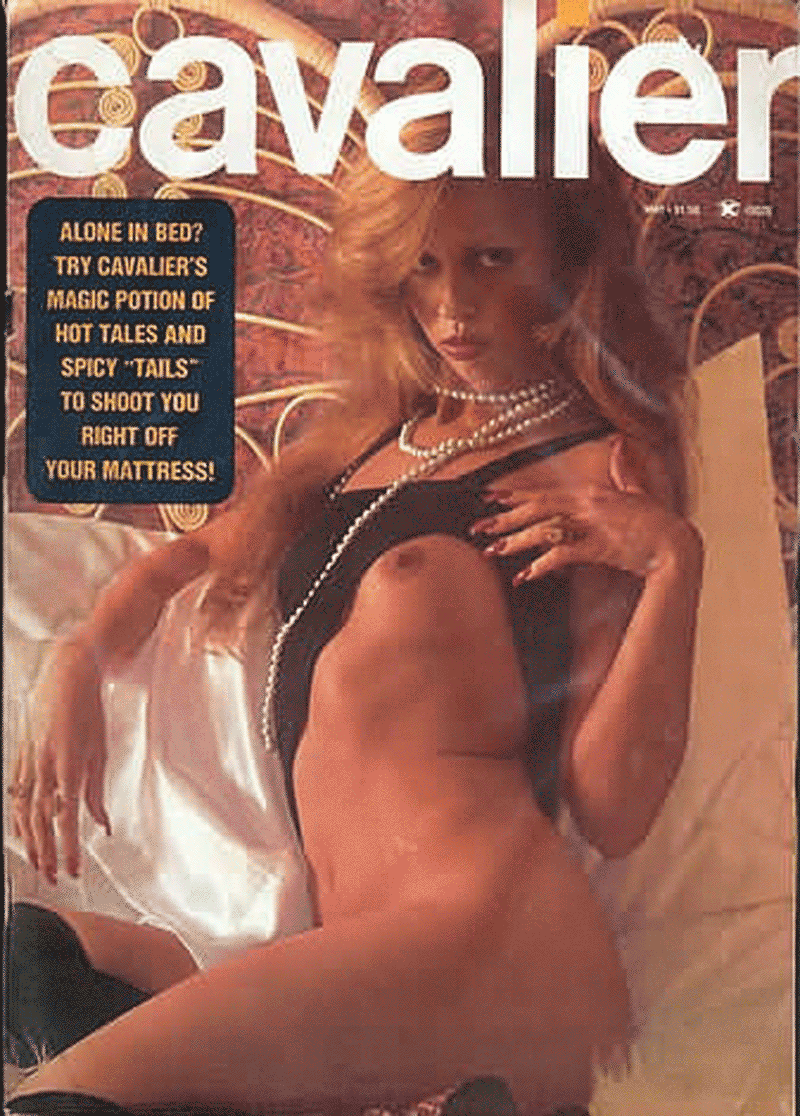 cavalier
ALONE IN BED?
TRY CAVALIER'S
MAGIC POTION OF
HOT TALES AND
SPICY "TAILS"
TO SHOOT YOU
RIGHT OFF
YOUR MATTRESS!